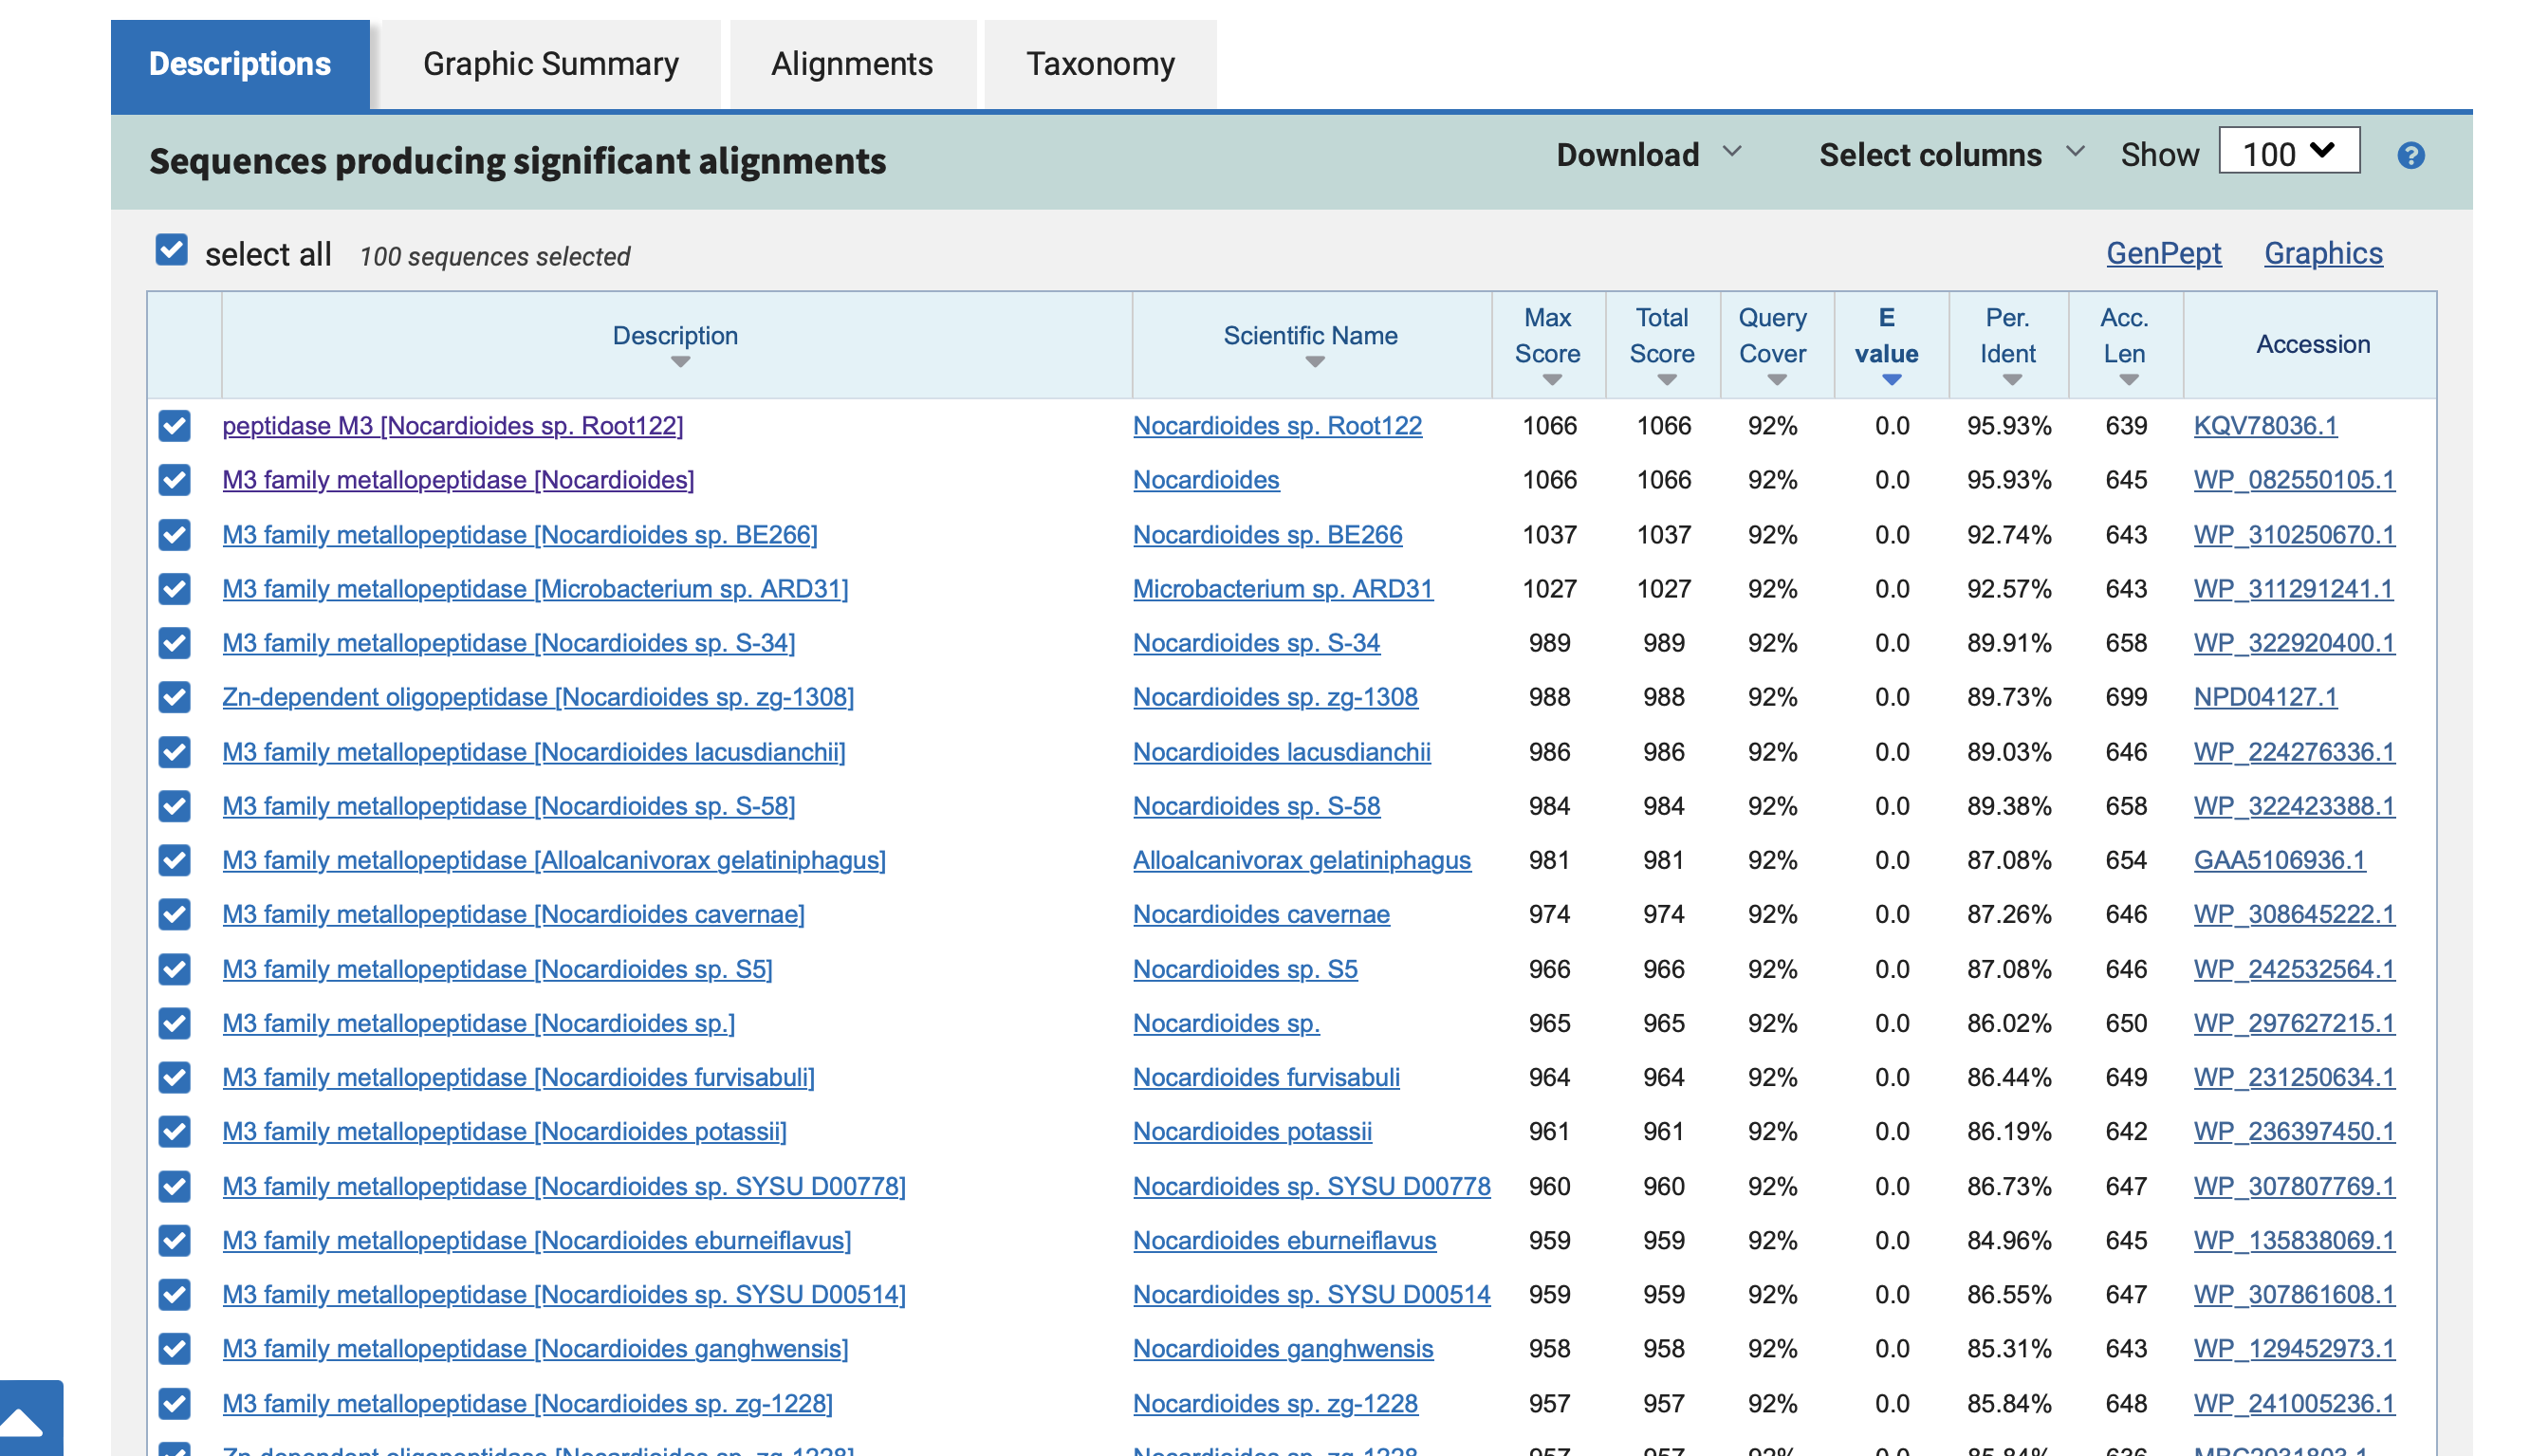 Descriptions Graphic Summary Alignments Taxonomy
Sequences producing significant alignments Download Select columns Show 100 ?
select all 100 sequences selected GenPept Graphics
Description Scientific Name Max Score Total Score Query Cover E value Per. Ident Acc. Len Accession
peptidase M3 [Nocardioides sp. Root122] Nocardioides sp. Root122 1066 1066 92% 0.0 95.93% 639 KQV78036.1
M3 family metallopeptidase [Nocardioides] Nocardioides 1066 1066 92% 0.0 95.93% 645 WP_082550105.1
M3 family metallopeptidase [Nocardioides sp. BE266] Nocardioides sp. BE266 1037 1037 92% 0.0 92.74% 643 WP_310250670.1
M3 family metallopeptidase [Microbacterium sp. ARD31] Microbacterium sp. ARD31 1027 1027 92% 0.0 92.57% 643 WP_311291241.1
M3 family metallopeptidase [Nocardioides sp. S-34] Nocardioides sp. S-34 989 989 92% 0.0 89.91% 658 WP_322920400.1
Zn-dependent oligopeptidase [Nocardioides sp. zg-1308] Nocardioides sp. zg-1308 988 988 92% 0.0 89.73% 699 NPD04127.1
M3 family metallopeptidase [Nocardioides lacusdianchii] Nocardioides lacusdianchii 986 986 92% 0.0 89.03% 646 WP_224276336.1
M3 family metallopeptidase [Nocardioides sp. S-58] Nocardioides sp. S-58 984 984 92% 0.0 89.38% 658 WP_322423388.1
M3 family metallopeptidase [Alloalcanivorax gelatiniphagus] Alloalcanivorax gelatiniphagus 981 981 92% 0.0 87.08% 654 GAA5106936.1
M3 family metallopeptidase [Nocardioides cavernae] Nocardioides cavernae 974 974 92% 0.0 87.26% 646 WP_308645222.1
M3 family metallopeptidase [Nocardioides sp. S5] Nocardioides sp. S5 966 966 92% 0.0 87.08% 646 WP_242532564.1
M3 family metallopeptidase [Nocardioides sp.] Nocardioides sp. 965 965 92% 0.0 86.02% 650 WP_297627215.1
M3 family metallopeptidase [Nocardioides furvisabuli] Nocardioides furvisabuli 964 964 92% 0.0 86.44% 649 WP_231250634.1
M3 family metallopeptidase [Nocardioides potassii] Nocardioides potassii 961 961 92% 0.0 86.19% 642 WP_236397450.1
M3 family metallopeptidase [Nocardioides sp. SYSU D00778] Nocardioides sp. SYSU D00778 960 960 92% 0.0 86.73% 647 WP_307807769.1
M3 family metallopeptidase [Nocardioides eburneiflavus] Nocardioides eburneiflavus 959 959 92% 0.0 84.96% 645 WP_135838069.1
M3 family metallopeptidase [Nocardioides sp. SYSU D00514] Nocardioides sp. SYSU D00514 959 959 92% 0.0 86.55% 647 WP_307861608.1
M3 family metallopeptidase [Nocardioides ganghwensis] Nocardioides ganghwensis 958 958 92% 0.0 85.31% 643 WP_129452973.1
M3 family metallopeptidase [Nocardioides sp. zg-1228] Nocardioides sp. zg-1228 957 957 92% 0.0 85.84% 648 WP_241005236.1
Zn-dependent oligopeptidase [Nocardioides sp. zg-1228] Nocardioides sp. zg-1228 957 957 92% 0.0 85.84%